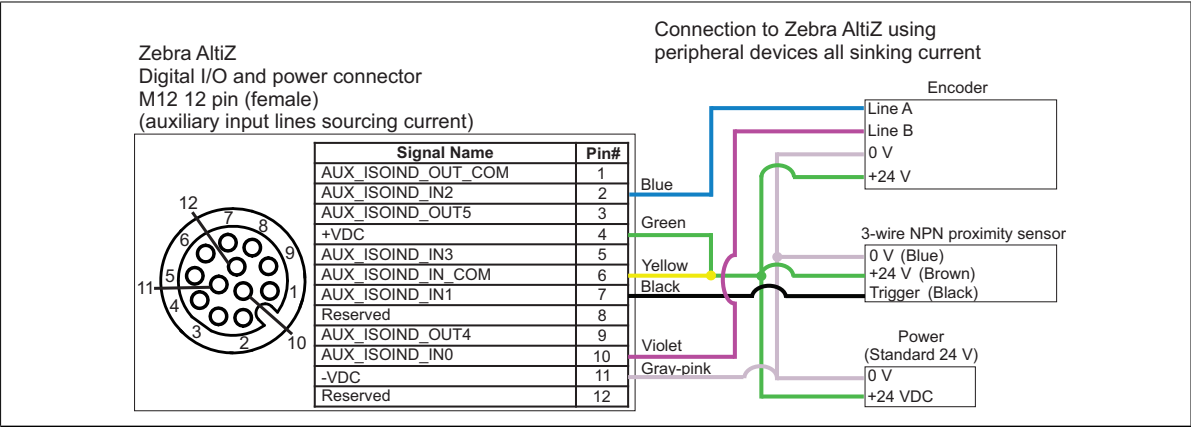 Connection to Zebra AltiZ using
peripheral devices all sinking current
Zebra AltiZ
Digital I/O and power connector
M12 12 pin (female)
(auxiliary input lines sourcing current)
Signal Name Pin#
AUX_ISOIND_OUT_COM 1
AUX_ISOIND_IN2 2
AUX_ISOIND_OUT5 3
+VDC 4
AUX_ISOIND_IN3 5
AUX_ISOIND_IN_COM 6
AUX_ISOIND_IN1 7
Reserved 8
AUX_ISOIND_OUT4 9
AUX_ISOIND_IN0 10
-VDC 11
Reserved 12
12
7
8
6
9
5
11
1
4
3
2
10
Blue
Green
Yellow
Black
Violet
Gray-pink
Encoder
Line A
Line B
0 V
+24 V
3-wire NPN proximity sensor
0 V (Blue)
+24 V (Brown)
Trigger (Black)
Power
(Standard 24 V)
0 V
+24 VDC